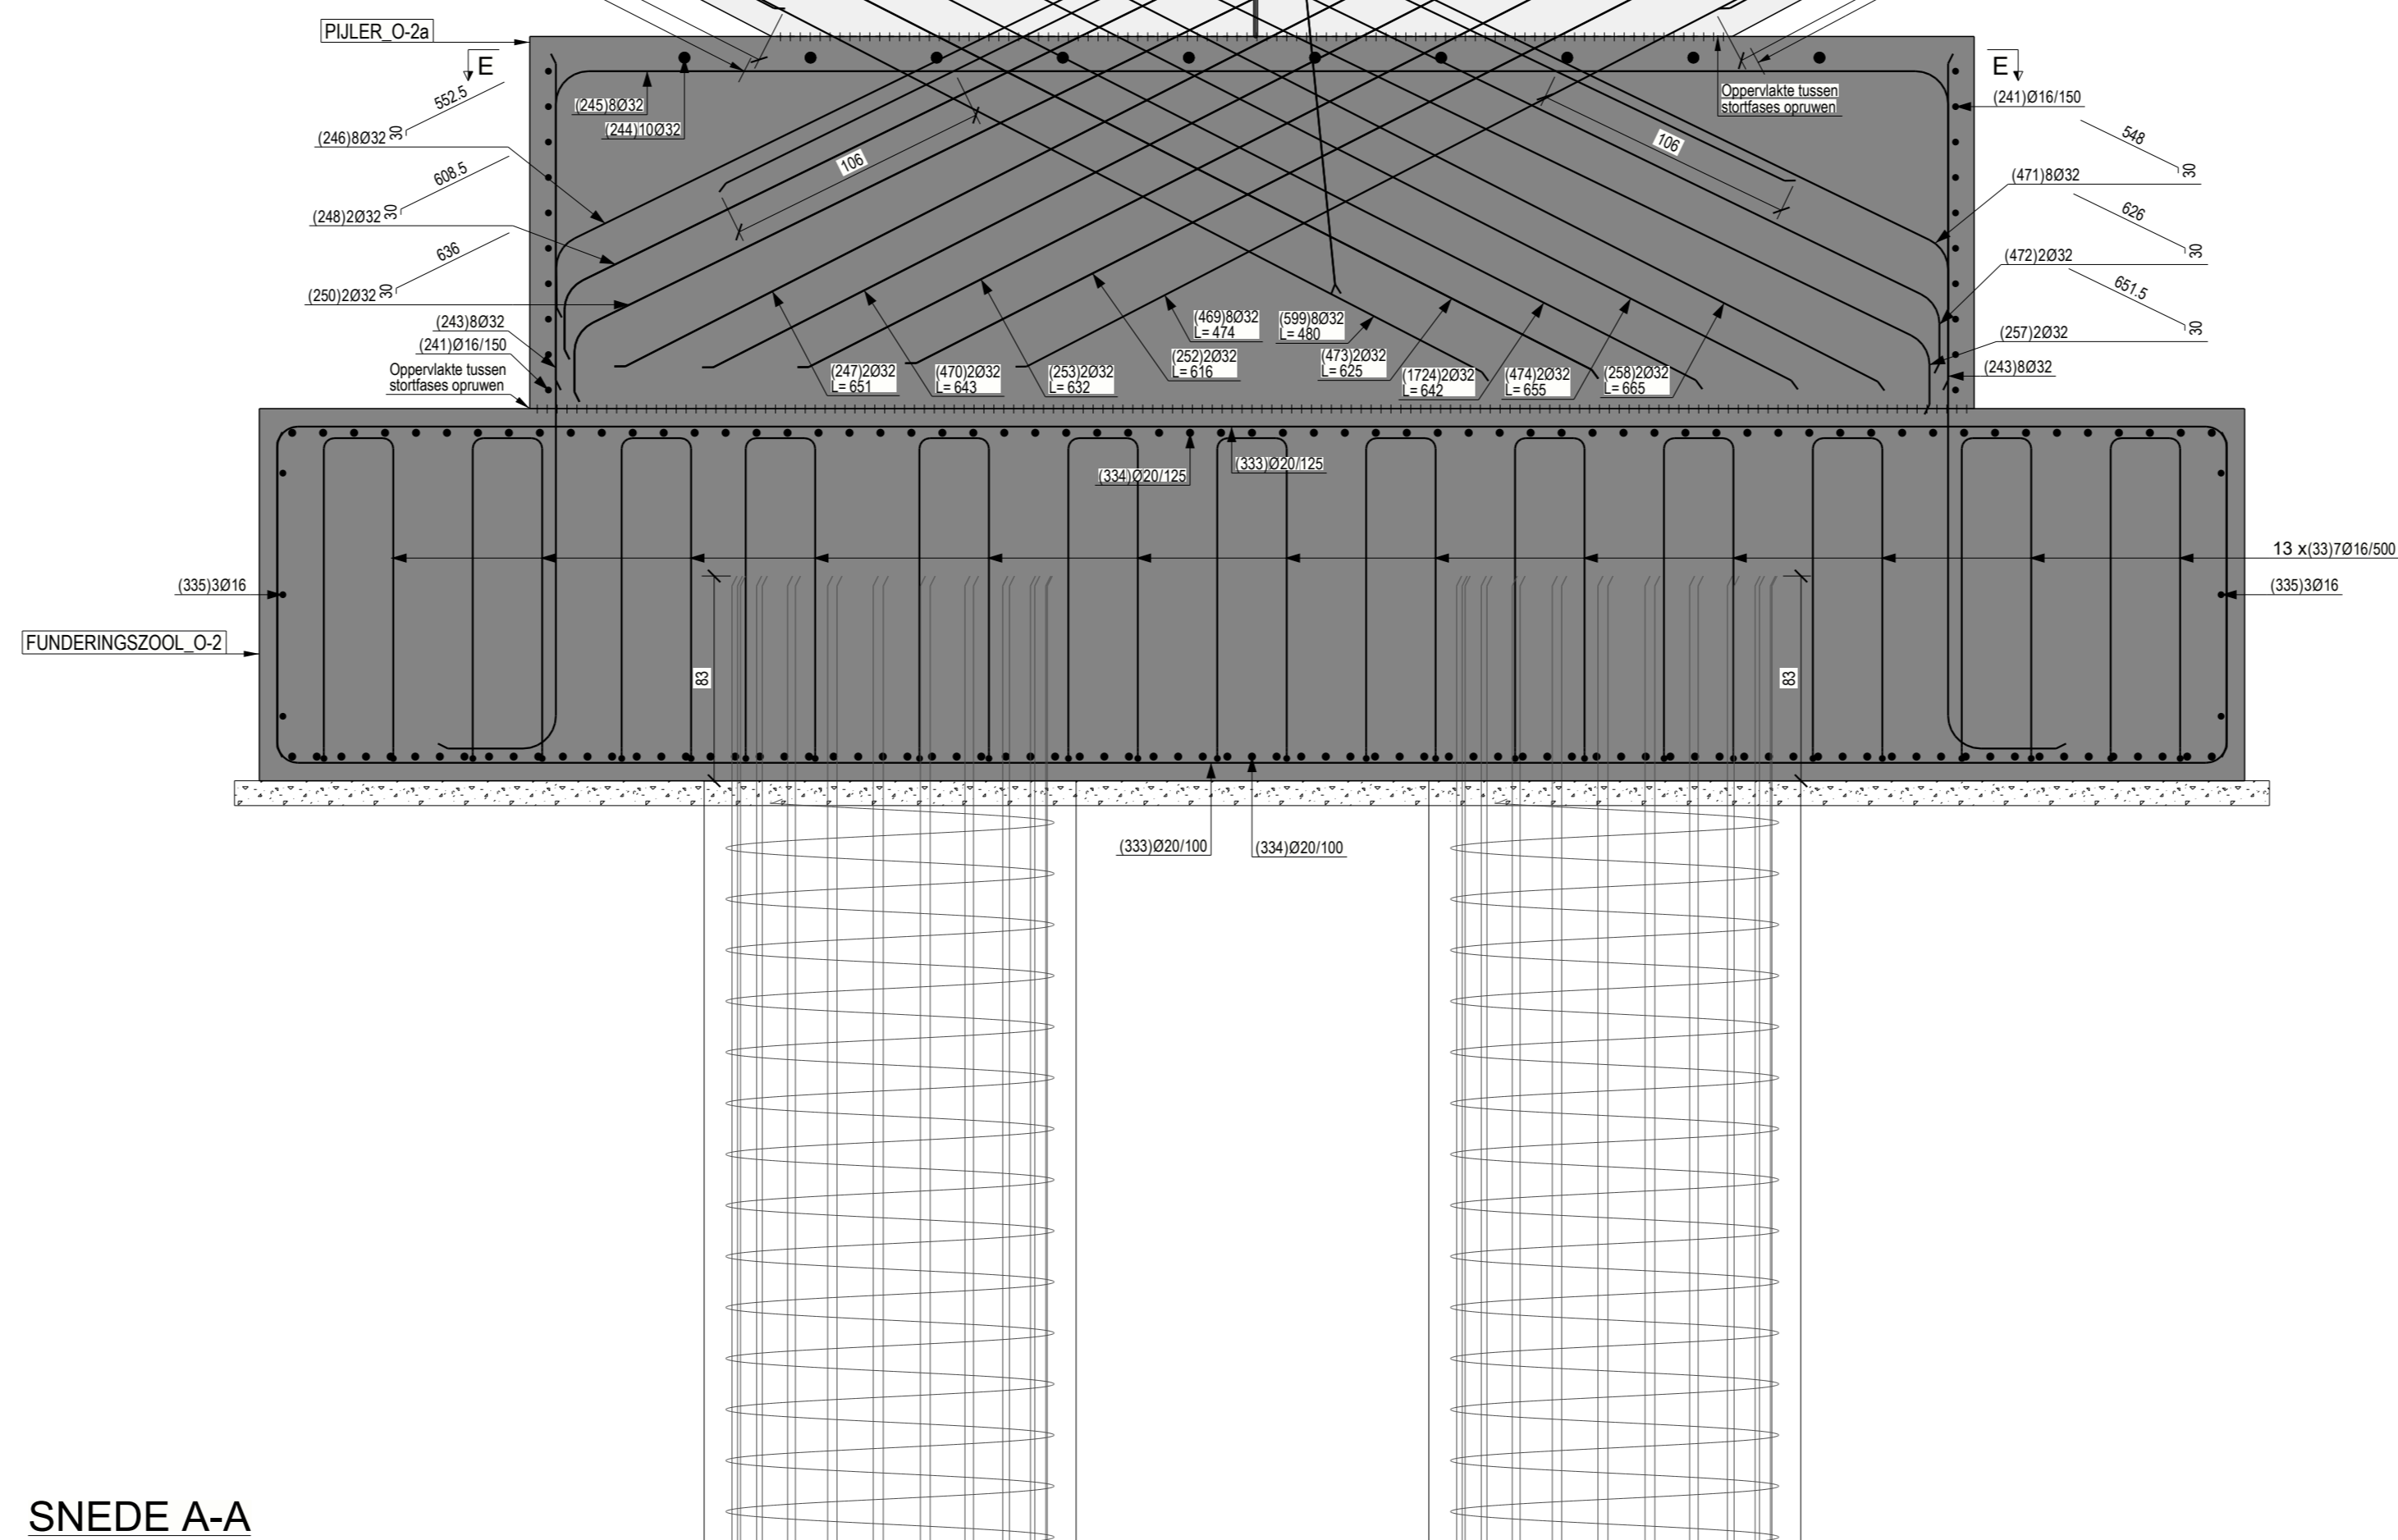 PIJLER_O-2a
E
E
552.5
30
(245)8Ø32
(244)10Ø32
Oppervlakte tussen
stortfases opruwen
(241)Ø16/150
(246)8Ø32
106
106
548
30
608.5
30
(471)8Ø32
(248)2Ø32
626
30
636
30
(472)2Ø32
(250)2Ø32
651.5
30
(243)8Ø32
(469)8Ø32
L= 474
(599)8Ø32
L= 480
(257)2Ø32
(241)Ø16/150
(252)2Ø32
L= 616
(473)2Ø32
L= 625
(243)8Ø32
Oppervlakte tussen
stortfases opruwen
(247)2Ø32
L= 651
(470)2Ø32
L= 643
(253)2Ø32
L= 632
(1724)2Ø32
L= 642
(474)2Ø32
L= 655
(258)2Ø32
L= 665
(334)Ø20/125
(333)Ø20/125
13 x(33)7Ø16/500
(335)3Ø16
(335)3Ø16
FUNDERINGSZOOL_O-2
83
83
(333)Ø20/100
(334)Ø20/100
SNEDE A-A